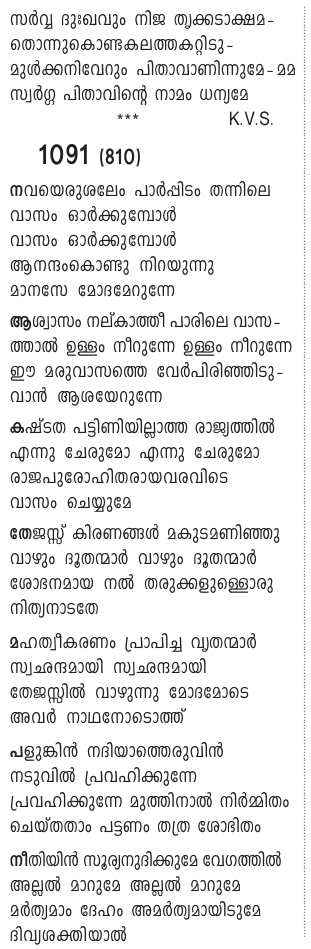 സർവ്വ ദുഃഖവും നിജ തൃക്കടാക്ഷമ-
തൊന്നുകൊണ്ടകലത്തകറ്റിടു-
മുൾക്കനിവേറും പിതാവാണിന്നുമേ-മമ
സ്വർഗ്ഗ പിതാവിന്റെ നാമം ധന്യമേ
*** K.V.S.
1091 (810)
നവയെരുശലേം പാർപ്പിടം തന്നിലെ
വാസം ഓർക്കുമ്പോൾ
വാസം ഓർക്കുമ്പോൾ
ആനന്ദംകൊണ്ടു നിറയുന്നു
മാനസേ മോദമേറുന്നേ
ആശ്വാസം നല്കാത്തീ പാരിലെ വാസ-
ത്താൽ ഉള്ളം നീറുന്നേ ഉള്ളം നീറുന്നേ
ഈ മരുവാസത്തെ വേർപിരിഞ്ഞിടു-
വാൻ ആശയേറുന്നേ
കഷ്ടത പട്ടിണിയില്ലാത്ത രാജ്യത്തിൽ
എന്നു ചേരുമോ എന്നു ചേരുമോ
രാജപുരോഹിതരായവരവിടെ
വാസം ചെയ്യുമേ
തേജസ്സ് കിരണങ്ങൾ മകുടമണിഞ്ഞു
വാഴും ദൂതന്മാർ വാഴും ദൂതന്മാർ
ശോഭനമായ നൽ തരുക്കളുള്ളൊരു
നിത്യനാടതേ
മഹത്വീകരണം പ്രാപിച്ച വൃതന്മാർ
സ്വഛന്ദമായി സ്വഛന്ദമായി
തേജസ്സിൽ വാഴുന്നു മോദമോടെ
അവർ നാഥനോടൊത്ത്
പളുങ്കിൻ നദിയാത്തെരുവിൻ
നടുവിൽ പ്രവഹിക്കുന്നേ
പ്രവഹിക്കുന്നേ മുത്തിനാൽ നിർമ്മിതം
ചെയ്തതാം പട്ടണം തത്ര ശോഭിതം
നീതിയിൻ സൂര്യനുദിക്കുമേ വേഗത്തിൽ
അല്ലൽ മാറുമേ അല്ലൽ മാറുമേ
മർത്യമാം ദേഹം അമർത്യമായിടുമേ
ദിവ്യശക്തിയാൽ